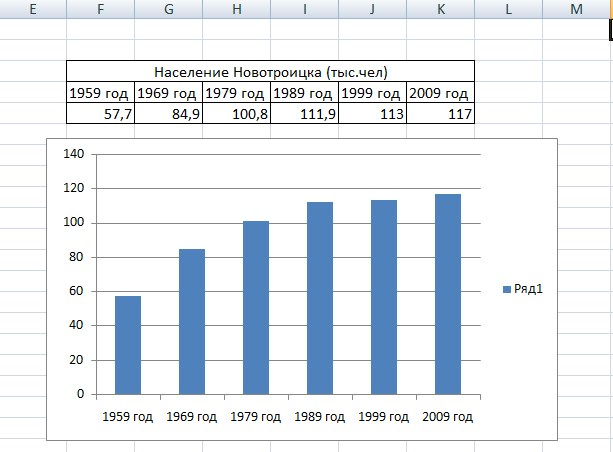 E F G H I J K L M
Население Новотроицка (тыс.чел)
1959 год 1969 год 1979 год 1989 год 1999 год 2009 год
57,7 84,9 100,8 111,9 113 117
140
120
100
80
60
40
20
0
Ряд1
1959 год 1969 год 1979 год 1989 год 1999 год 2009 год